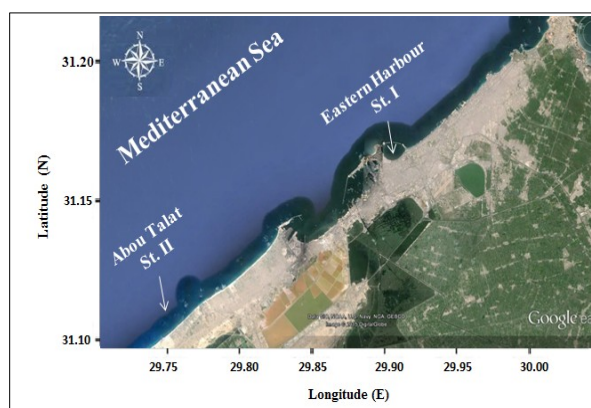 Mediterranean Sea
N
W E
S
Eastern Harbour
St. I
Abou Talat
St. II
Latitude (N)
31.20
31.15
31.10
29.75 29.80 29.85 29.90 29.95 30.00
Longitude (E)
Google ea